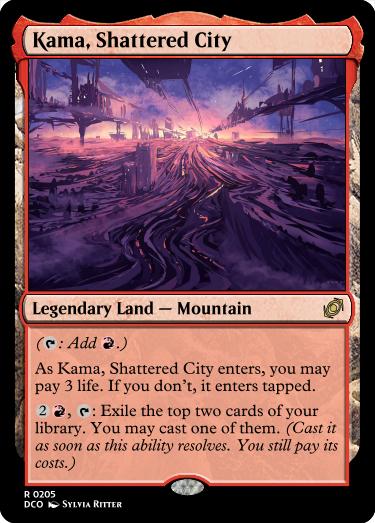 Kama, Shattered City
Legendary Land — Mountain
(T: Add R.)
As Kama, Shattered City enters, you may
pay 3 life. If you don't, it enters tapped.
2 R, T: Exile the top two cards of your
library. You may cast one of them. (Cast it
as soon as this ability resolves. You still pay its
costs.)
R 0205
DCO SYLVIA RITTER